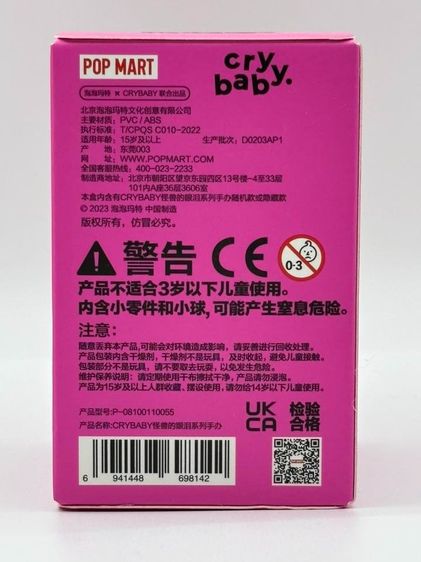 POP MART
cry baby.
泡泡玛特 × CRYBABY 联合出品
北京泡泡玛特文化创意有限公司
主要材质：PVC / ABS
执行标准：T/CPQS C010-2022
适用年龄：15岁及以上 生产批次：D0203AP1
产 地：东莞003
网 址：WWW.POPMART.COM
全国客服热线：400-023-2233
制造商地址：北京市朝阳区望京东园四区13号楼-4至33层
101内A座36层3606室
本盒内含有CRYBABY怪兽的眼泪系列手办随机款或隐藏款
© 2023 泡泡玛特 中国制造
版权所有，仿冒必究。
警告 CE 0-3
产品不适合3岁以下儿童使用。
内含小零件和小球，可能产生窒息危险。
注意：
随意丢弃本产品，可能会对环境造成影响，请妥善进行回收处理。
产品包装内含干燥剂，干燥剂不是玩具，及时收起，避免儿童接触。
包装部分不是玩具，请不要取去玩耍，以免发生危险。
维护保养说明：请定期使用干布擦拭干净，产品请勿浸泡。
产品为15岁及以上人群收藏、摆设使用，请勿给14岁以下儿童使用。
产品型号：P-08100110055
产品名称：CRYBABY怪兽的眼泪系列手办
UK
CA
检验
合格
6 941448 698142
POP MART